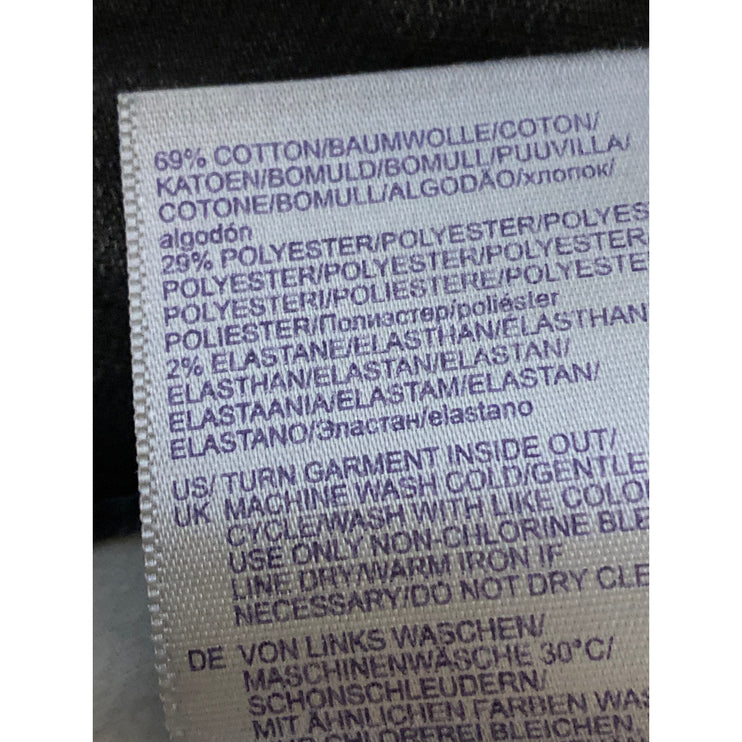 69% COTTON/BAUMWOLLE/COTON/
KATOEN/BOMULD/BOMULL/PUUVILLA/
COTONE/BOMULL/ALGODÃO/хлопок/
algodón
29% POLYESTER/POLYESTER/POLYES
POLYESTER/POLYESTER/POLYESTER
POLYESTERI/POLIESTERE/POLYESTE
POLIESTER/Полиэстер/poliéster
2% ELASTANE/ELASTHAN/ÉLASTHAN
ELASTHAN/ELASTAN/ELASTAN/
ELASTAANIA/ELASTAM/ELASTAN/
ELASTANO/Эластан/elastano
US/ TURN GARMENT INSIDE OUT/
UK MACHINE WASH COLD/GENTLE
CYCLE/WASH WITH LIKE COLO
USE ONLY NON-CHLORINE BLE
LINE DRY/WARM IRON IF
NECESSARY/DO NOT DRY CLE
DE VON LINKS WASCHEN/
MASCHINENWÄSCHE 30°C/
SCHONSCHLEUDERN/
MIT ÄHNLICHEN FARBEN WAS
CHLORFREI BLEICHEN